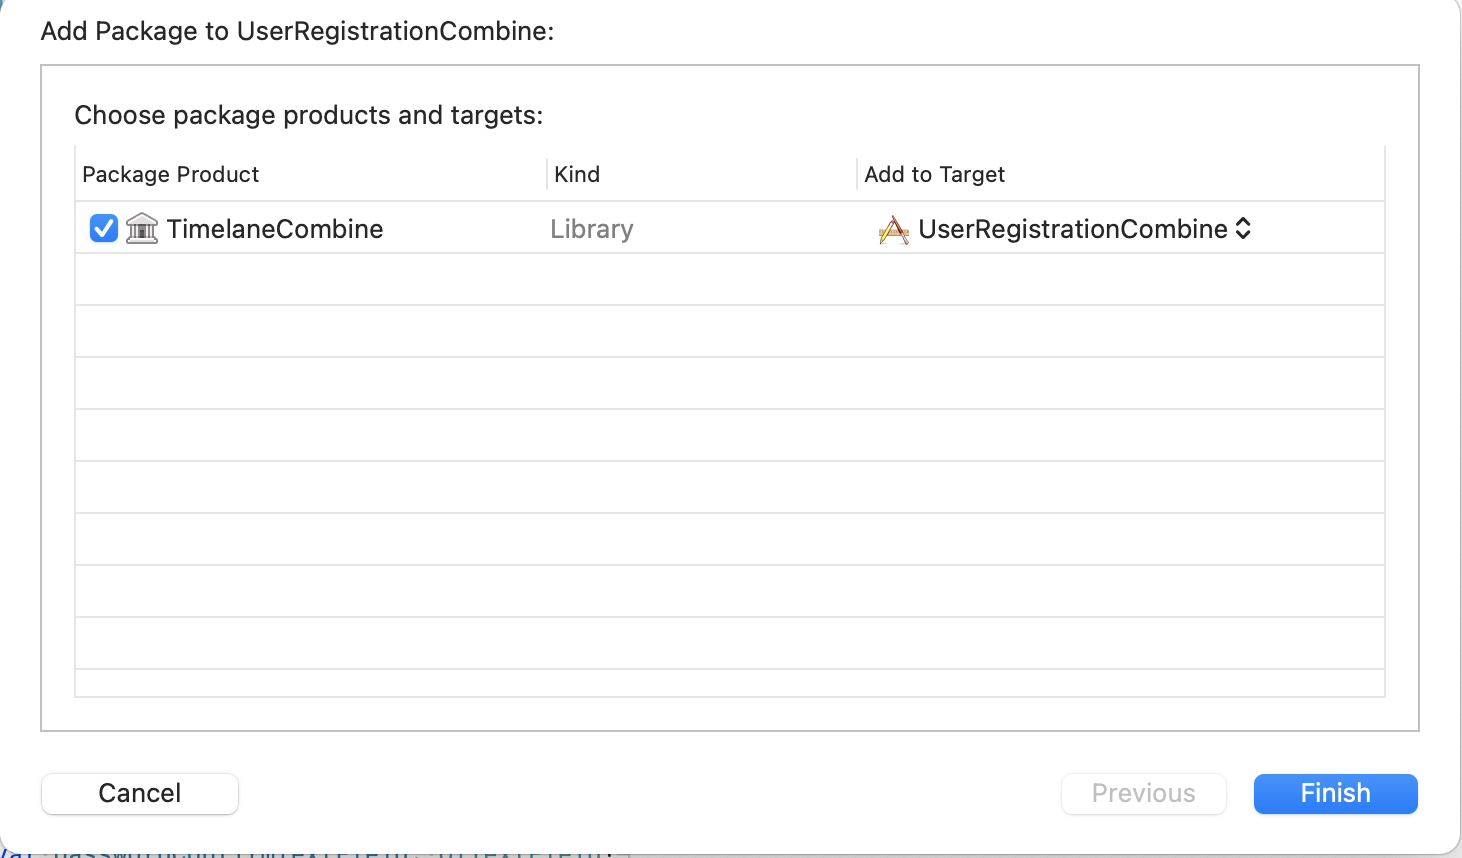 Add Package to UserRegistrationCombine:
Choose package products and targets:
Package Product Kind Add to Target
TimelaneCombine Library UserRegistrationCombine
Cancel Previous Finish